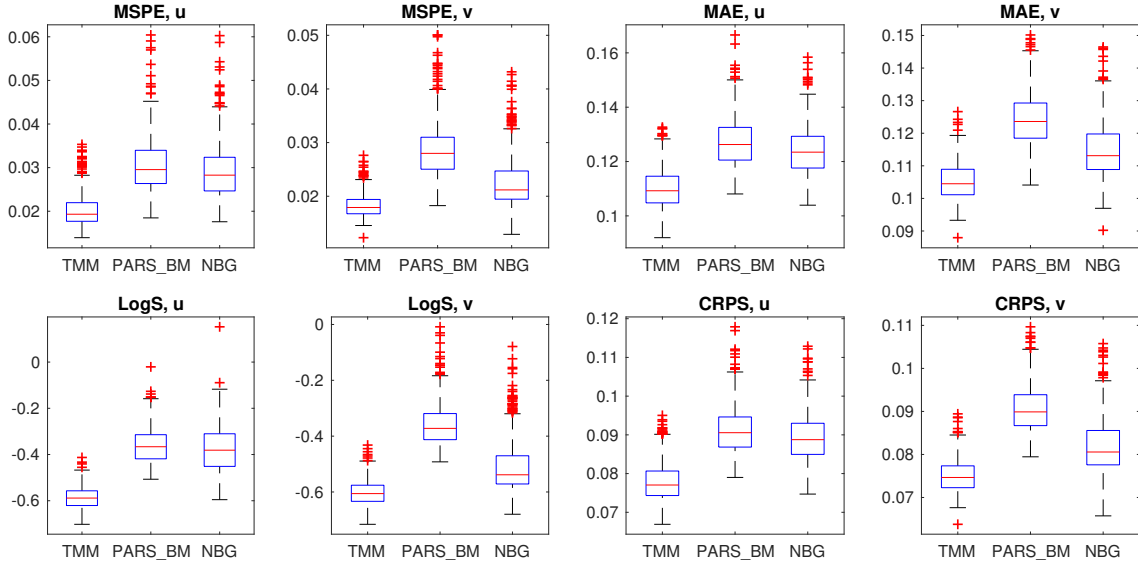 MSPE, u
0.06
0.05
0.04
0.03
0.02
TMM PARS_BM NBG
MSPE, v
0.05
0.04
0.03
0.02
TMM PARS_BM NBG
MAE, u
0.16
0.14
0.12
0.1
TMM PARS_BM NBG
MAE, v
0.15
0.14
0.13
0.12
0.11
0.1
0.09
TMM PARS_BM NBG
LogS, u
0
-0.2
-0.4
-0.6
TMM PARS_BM NBG
LogS, v
0
-0.2
-0.4
-0.6
TMM PARS_BM NBG
CRPS, u
0.12
0.11
0.1
0.09
0.08
0.07
TMM PARS_BM NBG
CRPS, v
0.11
0.1
0.09
0.08
0.07
TMM PARS_BM NBG